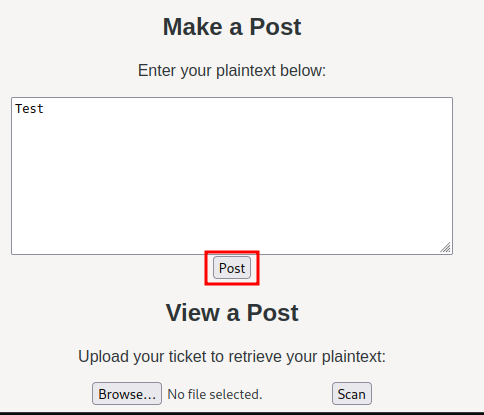 Make a Post
Enter your plaintext below:
Test
Post
View a Post
Upload your ticket to retrieve your plaintext:
Browse... No file selected. Scan